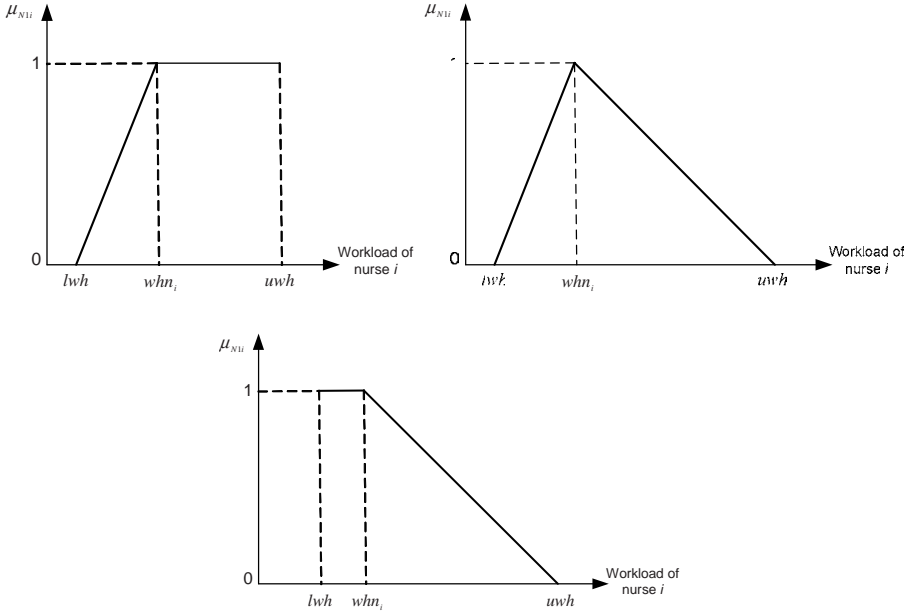 μN1i
1
0
lwh
whni
uwh
Workload of
nurse i
μN1i
whni
uwh
Workload of
nurse i
μN1i
1
0
lwh
whni
uwh
Workload of
nurse i